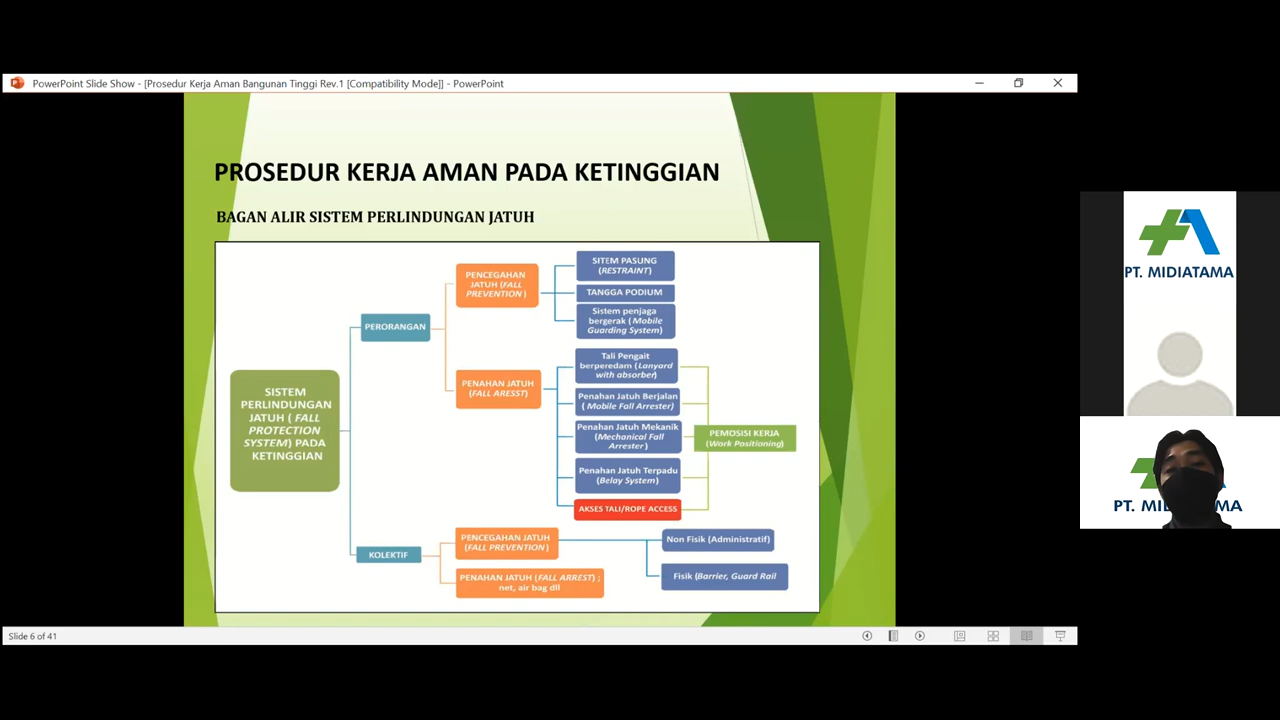 PowerPoint Slide Show - [Prosedur Kerja Aman Bangunan Tinggi Rev.1 [Compatibility Mode]] - PowerPoint
PROSEDUR KERJA AMAN PADA KETINGGIAN
BAGAN ALIR SISTEM PERLINDUNGAN JATUH
SISTEM
PERLINDUNGAN
JATUH ( FALL
PROTECTION
SYSTEM) PADA
KETINGGIAN
PERORANGAN
PENCEGAHAN
JATUH (FALL
PREVENTION )
SITEM PASUNG
(RESTRAINT)
TANGGA PODIUM
Sistem penjaga
bergerak ( Mobile
Guarding System)
PENAHAN JATUH
(FALL ARESST)
Tali Pengait
berperedam (Lanyard
with absorber)
Penahan Jatuh Berjalan
( Mobile Fall Arrester)
Penahan Jatuh Mekanik
(Mechanical Fall
Arrester)
Penahan Jatuh Terpadu
(Belay System)
AKSES TALI/ROPE ACCESS
PEMOSISI KERJA
(Work Positioning)
KOLEKTIF
PENCEGAHAN JATUH
(FALL PREVENTION)
Non Fisik (Administratif)
Fisik (Barrier, Guard Rail
PENAHAN JATUH (FALL ARREST) ;
net, air bag dll
Slide 6 of 41
PT. MIDIATAMA
PT. MIDIATAMA